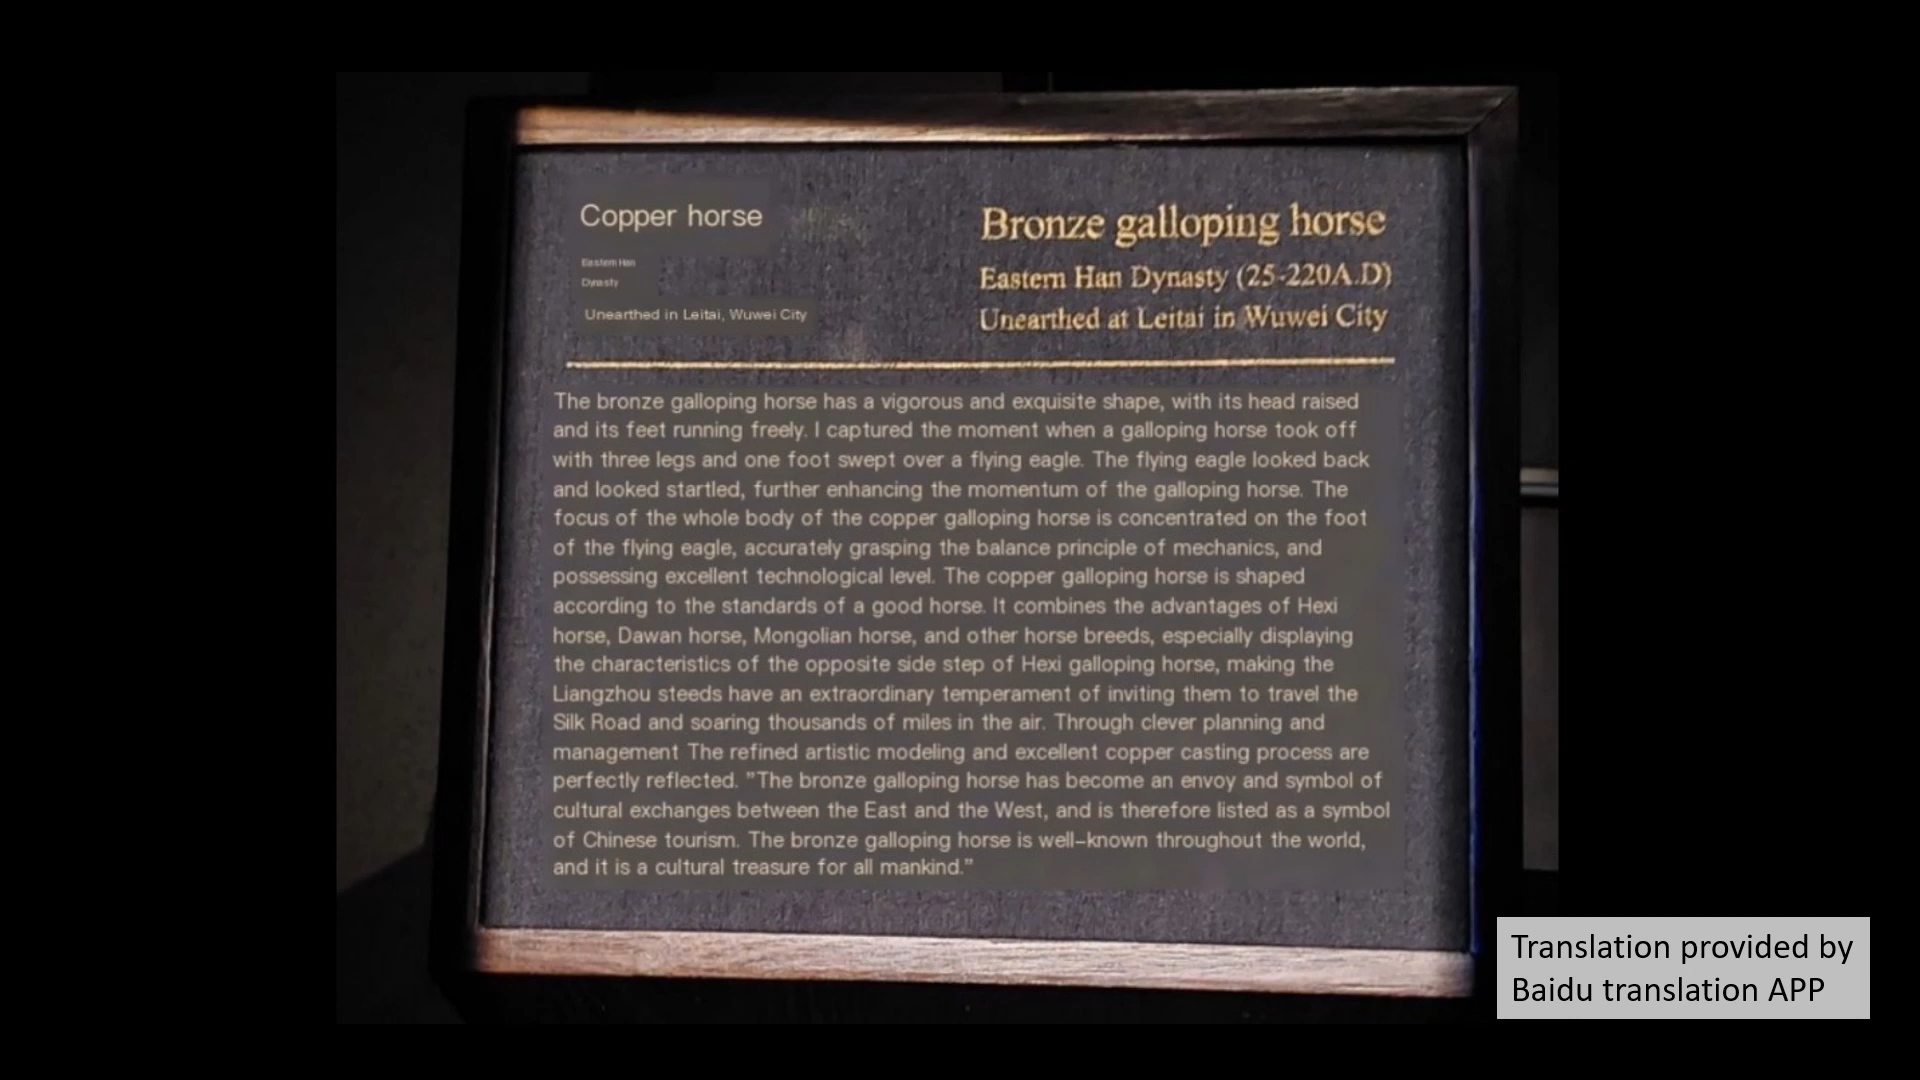 Copper horse
Eastern Han
Dynasty
Unearthed in Leitai, Wuwei City
Bronze galloping horse
Eastern Han Dynasty (25-220A.D)
Unearthed at Leitai in Wuwei City
The bronze galloping horse has a vigorous and exquisite shape, with its head raised
and its feet running freely. I captured the moment when a galloping horse took off
with three legs and one foot swept over a flying eagle. The flying eagle looked back
and looked startled, further enhancing the momentum of the galloping horse. The
focus of the whole body of the copper galloping horse is concentrated on the foot
of the flying eagle, accurately grasping the balance principle of mechanics, and
possessing excellent technological level. The copper galloping horse is shaped
according to the standards of a good horse. It combines the advantages of Hexi
horse, Dawan horse, Mongolian horse, and other horse breeds, especially displaying
the characteristics of the opposite side step of Hexi galloping horse, making the
Liangzhou steeds have an extraordinary temperament of inviting them to travel the
Silk Road and soaring thousands of miles in the air. Through clever planning and
management The refined artistic modeling and excellent copper casting process are
perfectly reflected. "The bronze galloping horse has become an envoy and symbol of
cultural exchanges between the East and the West, and is therefore listed as a symbol
of Chinese tourism. The bronze galloping horse is well–known throughout the world,
and it is a cultural treasure for all mankind."
Translation provided by
Baidu translation APP